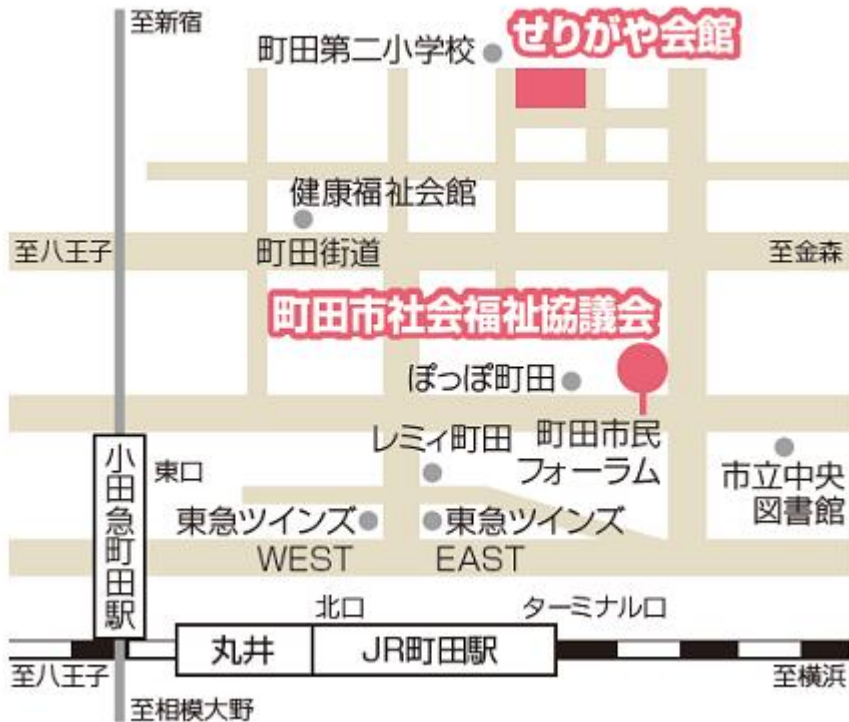 至新宿
町田第二小学校
せりがや会館
健康福祉会館
至八王子
町田街道
至金森
町田市社会福祉協議会
ぽっぽ町田
レミィ町田
町田市民
フォーラム
小田急町田駅
東口
市立中央
図書館
東急ツインズ
WEST
東急ツインズ
EAST
北口
ターミナル口
丸井
JR町田駅
至八王子
至横浜
至相模大野